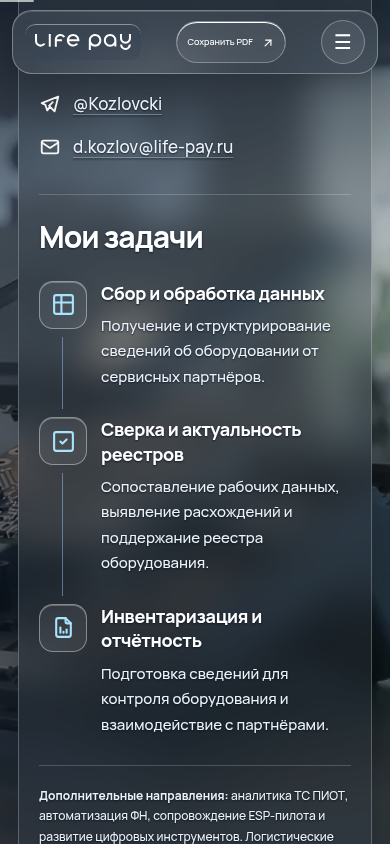 Life pay
Сохранить PDF
@Kozlovcki
d.kozlov@life-pay.ru
Мои задачи
Сбор и обработка данных
Получение и структурирование
сведений об оборудовании от
сервисных партнёров.
Сверка и актуальность
реестров
Сопоставление рабочих данных,
выявление расхождений и
поддержание реестра
оборудования.
Инвентаризация и
отчётность
Подготовка сведений для
контроля оборудования и
взаимодействие с партнёрами.
Дополнительные направления: аналитика ТС ПИОТ,
автоматизация ФН, сопровождение ESP-пилота и
развитие цифровых инструментов. Логистические